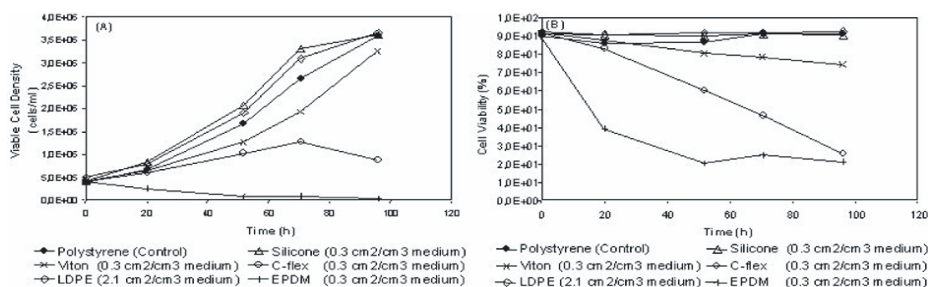 (A)
4,0E+06
3,5E+06
3,0E+06
2,5E+06
2,0E+06
1,5E+06
1,0E+06
5,0E+05
0,0E+00
Viable Cell Density
(cells/ml)
0 20 40 60 80 100 120
Time (h)
Polystyrene (Control) Silicone (0.3 cm2/cm3 medium)
Viton (0.3 cm2/cm3 medium) C-flex (0.3 cm2/cm3 medium)
LDPE (2.1 cm2/cm3 medium) EPDM (0.3 cm2/cm3 medium)
(B)
1,0E+02
9,0E+01
8,0E+01
7,0E+01
6,0E+01
5,0E+01
4,0E+01
3,0E+01
2,0E+01
1,0E+01
0,0E+00
Cell Viability (%)
0 20 40 60 80 100 120
Time (h)
Polystyrene (Control) Silicone (0.3 cm2/cm3 medium)
Viton (0.3 cm2/cm3 medium) C-flex (0.3 cm2/cm3 medium)
LDPE (2.1 cm2/cm3 medium) EPDM (0.3 cm2/cm3 medium)